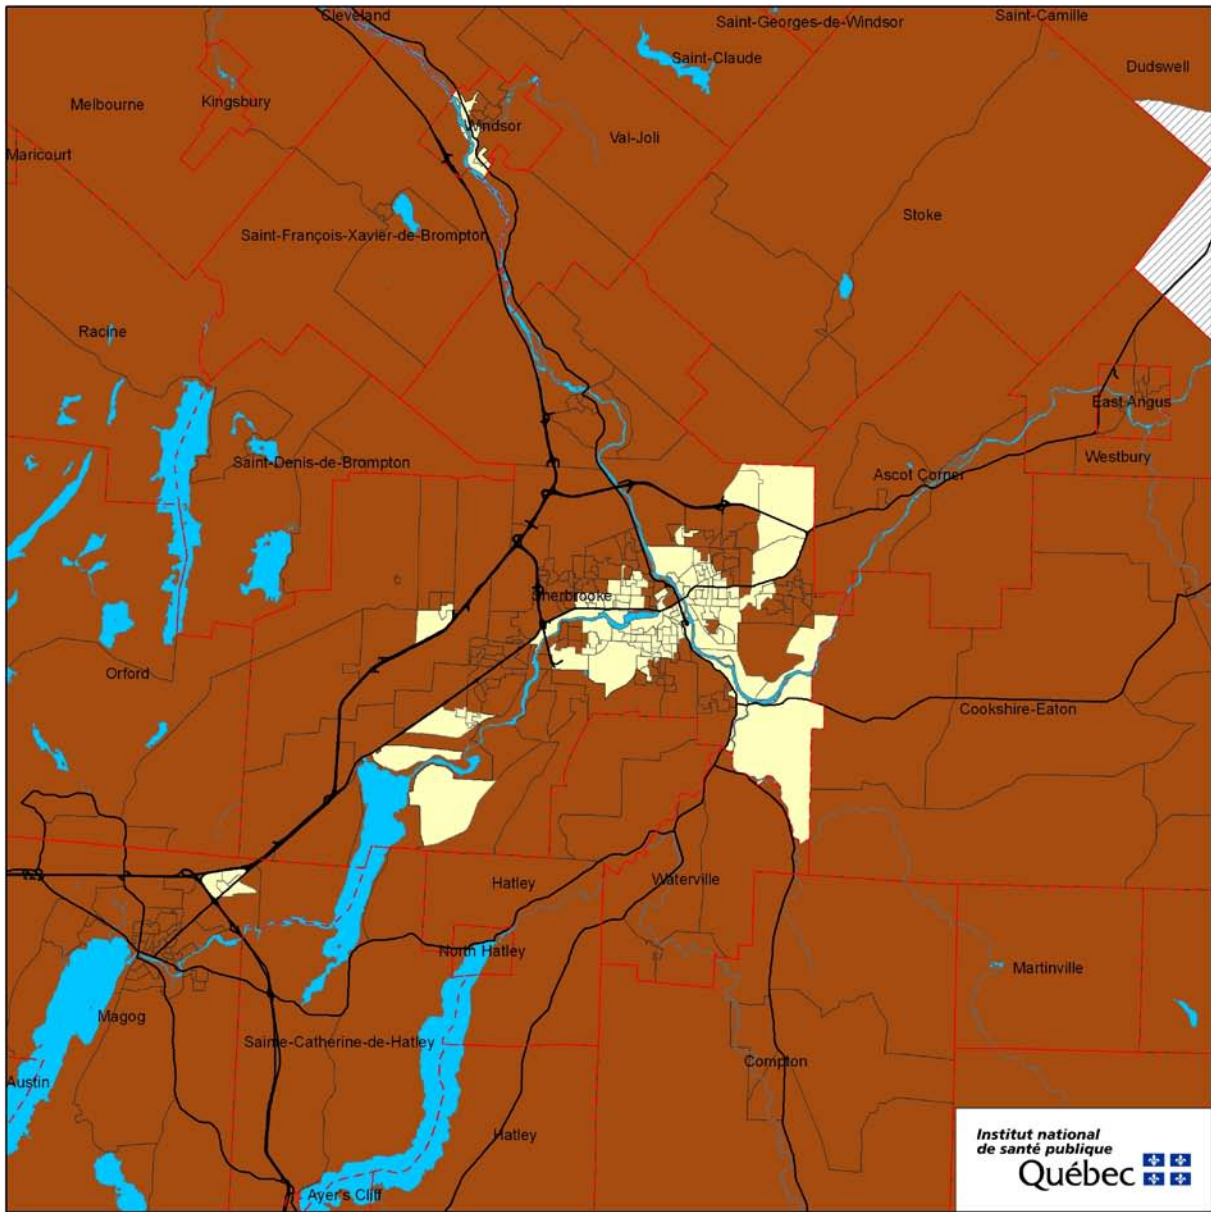 Cleveland
Saint-Georges-de-Windsor
Saint-Camille
Saint-Claude
Dudswell
Melbourne
Kingsbury
Windsor
Val-Joli
Maricourt
Stoke
Saint-François-Xavier-de-Brompton
Racine
East Angus
Saint-Denis-de-Brompton
Ascot Corner
Westbury
Sherbrooke
Orford
Cookshire-Eaton
Hatley
Waterville
North Hatley
Martinville
Magog
Sainte-Catherine-de-Hatley
Compton
Austin
Hatley
Ayer's Cliff
Institut national
de santé publique
Québec